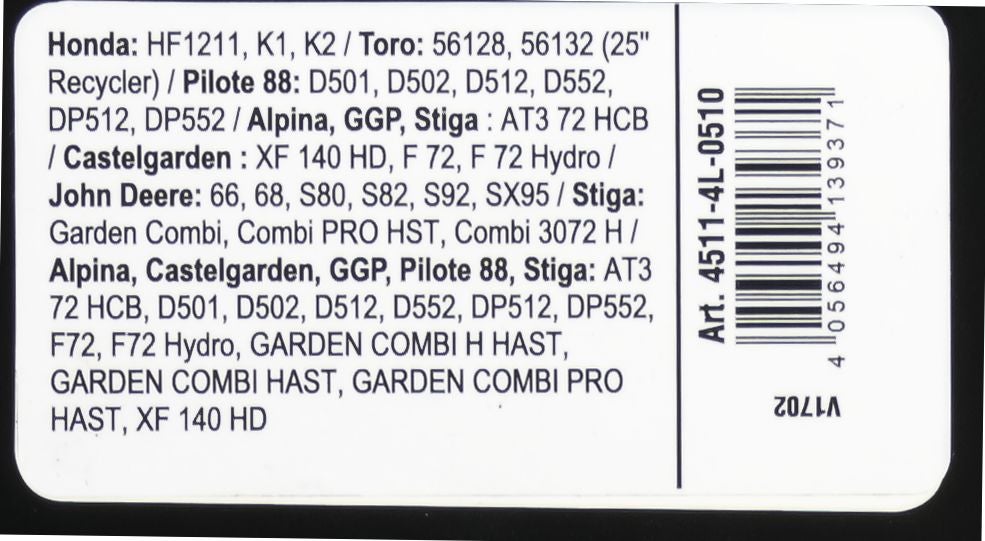 Honda: HF1211, K1, K2 / Toro: 56128, 56132 (25"
Recycler) / Pilote 88: D501, D502, D512, D552,
DP512, DP552 / Alpina, GGP, Stiga : AT3 72 HCB
/ Castelgarden : XF 140 HD, F 72, F 72 Hydro /
John Deere: 66, 68, S80, S82, S92, SX95 / Stiga:
Garden Combi, Combi PRO HST, Combi 3072 H /
Alpina, Castelgarden, GGP, Pilote 88, Stiga: AT3
72 HCB, D501, D502, D512, D552, DP512, DP552,
F72, F72 Hydro, GARDEN COMBI H HAST,
GARDEN COMBI HAST, GARDEN COMBI PRO
HAST, XF 140 HD
Art. 4511-4L-0510
4 056494 139371
V1702